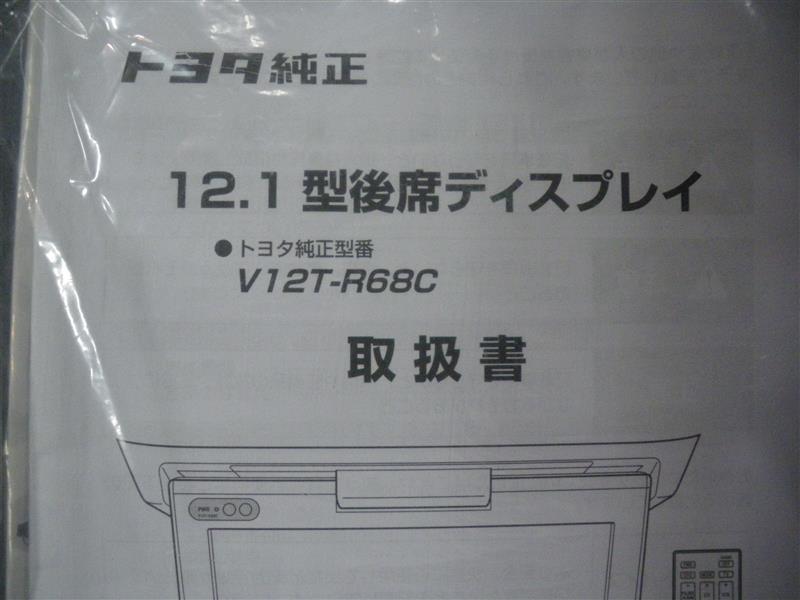 トヨタ純正
12.1 型後席ディスプレイ
●トヨタ純正型番
V12T-R68C
取扱書